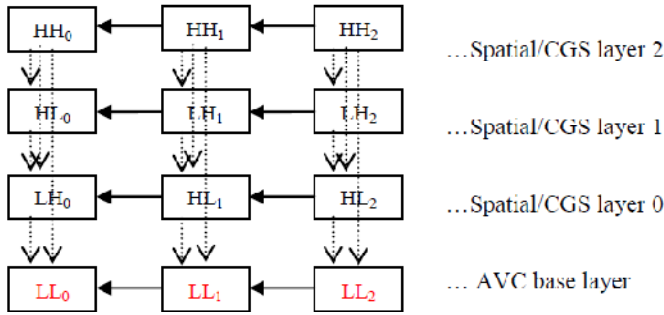 HH₀ HH₁ HH₂ ...Spatial/CGS layer 2
HL₀ LH₁ LH₂ ...Spatial/CGS layer 1
LH₀ HL₁ HL₂ ...Spatial/CGS layer 0
LL₀ LL₁ LL₂ ... AVC base layer